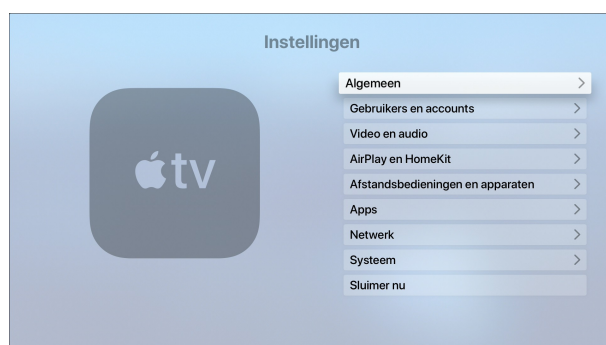 Instellingen
tv
Algemeen
Gebruikers en accounts
Video en audio
AirPlay en HomeKit
Afstandsbedieningen en apparaten
Apps
Netwerk
Systeem
Sluimer nu